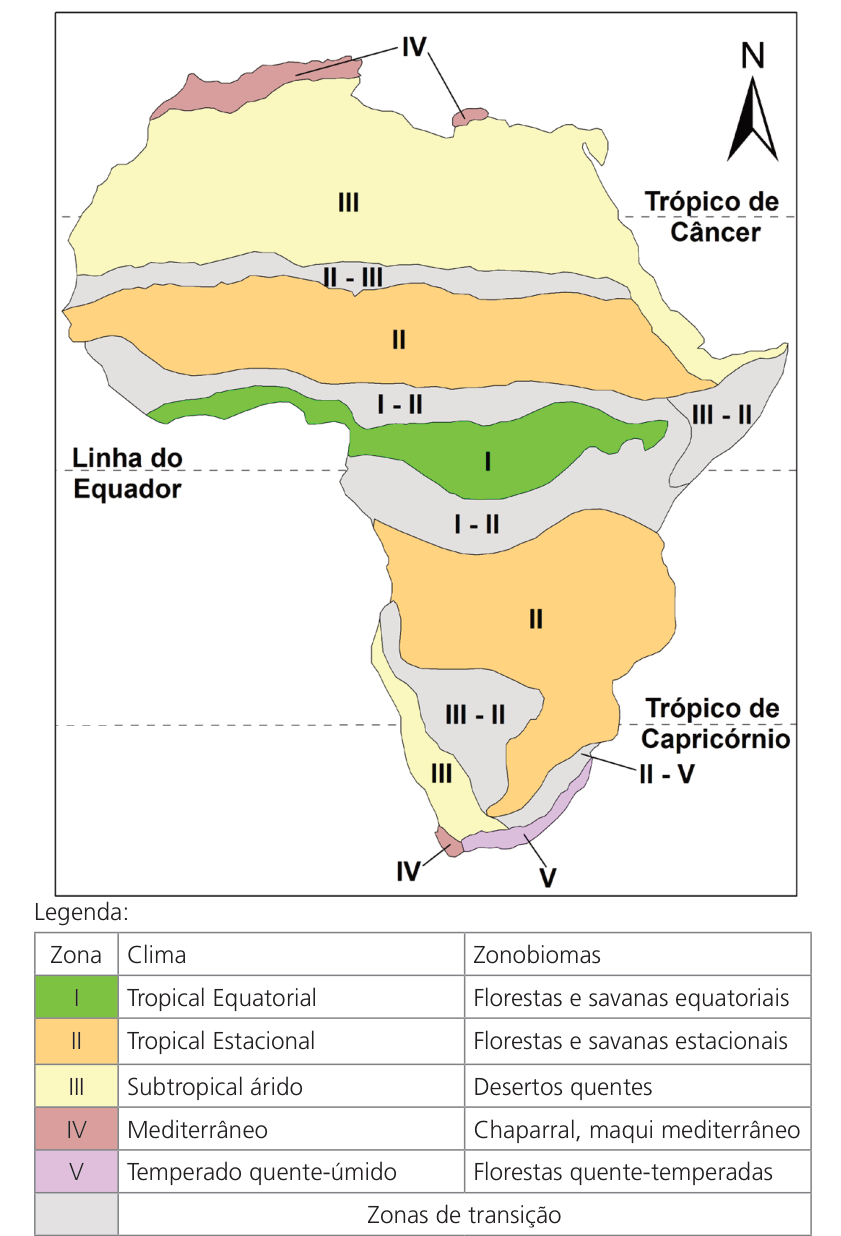 IV
N
III
Trópico de
Câncer
II - III
II
I - II
III - II
Linha do
Equador
I
I - II
II
III - II
Trópico de
Capricórnio
III
II - V
IV
V
Legenda:
Zona Clima Zonobiomas
I Tropical Equatorial Florestas e savanas equatoriais
II Tropical Estacional Florestas e savanas estacionais
III Subtropical árido Desertos quentes
IV Mediterrâneo Chaparral, maqui mediterrâneo
V Temperado quente-úmido Florestas quente-temperadas
Zonas de transição